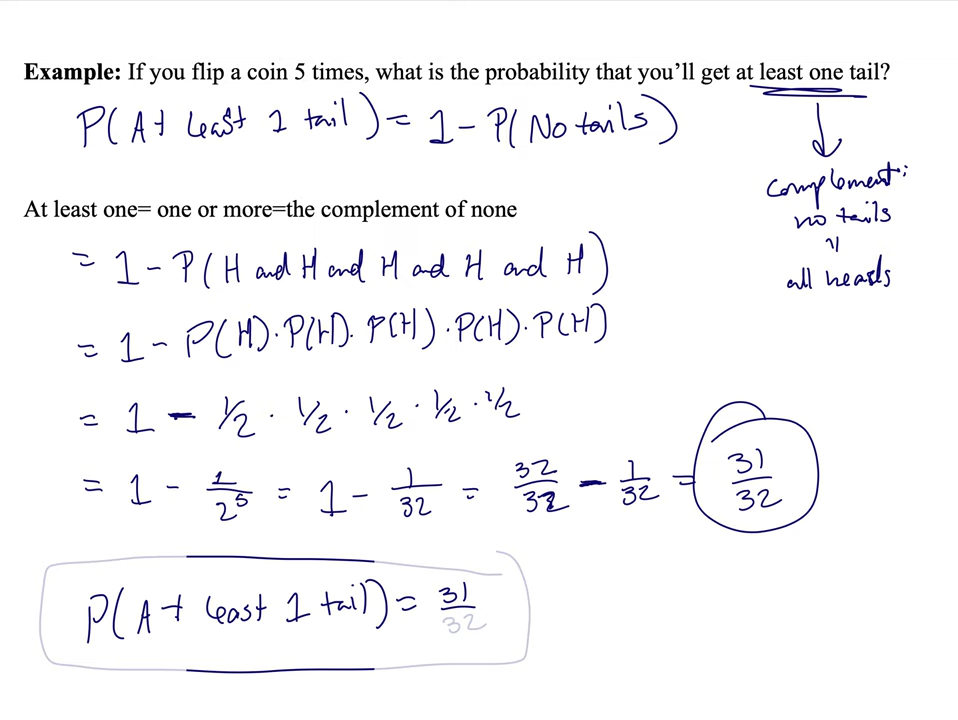 Example: If you flip a coin 5 times, what is the probability that you'll get at least one tail?
P(At least 1 tail) = 1 - P(No tails)
complement:
no tails
=
all heads
At least one= one or more=the complement of none
= 1 - P(H and H and H and H and H)
= 1 - P(H)·P(H)·P(H)·P(H)·P(H)
= 1 - 1/2 · 1/2 · 1/2 · 1/2 · 1/2
= 1 - 1/2^5 = 1 - 1/32 = 32/32 - 1/32 = 31/32
P(At least 1 tail) = 31/32